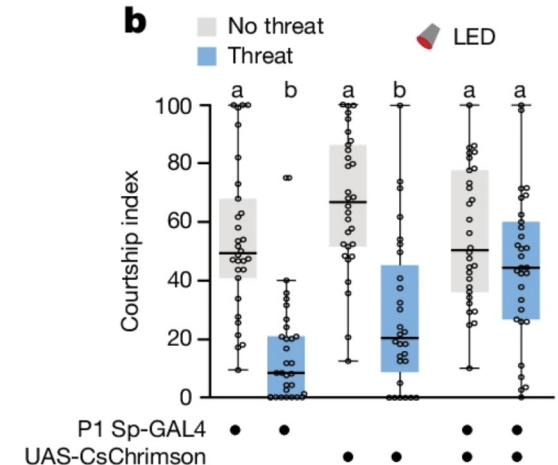 b
No threat
Threat
LED
a b a b a a
100
80
60
40
20
0
Courtship index
P1 Sp-GAL4
UAS-CsChrimson